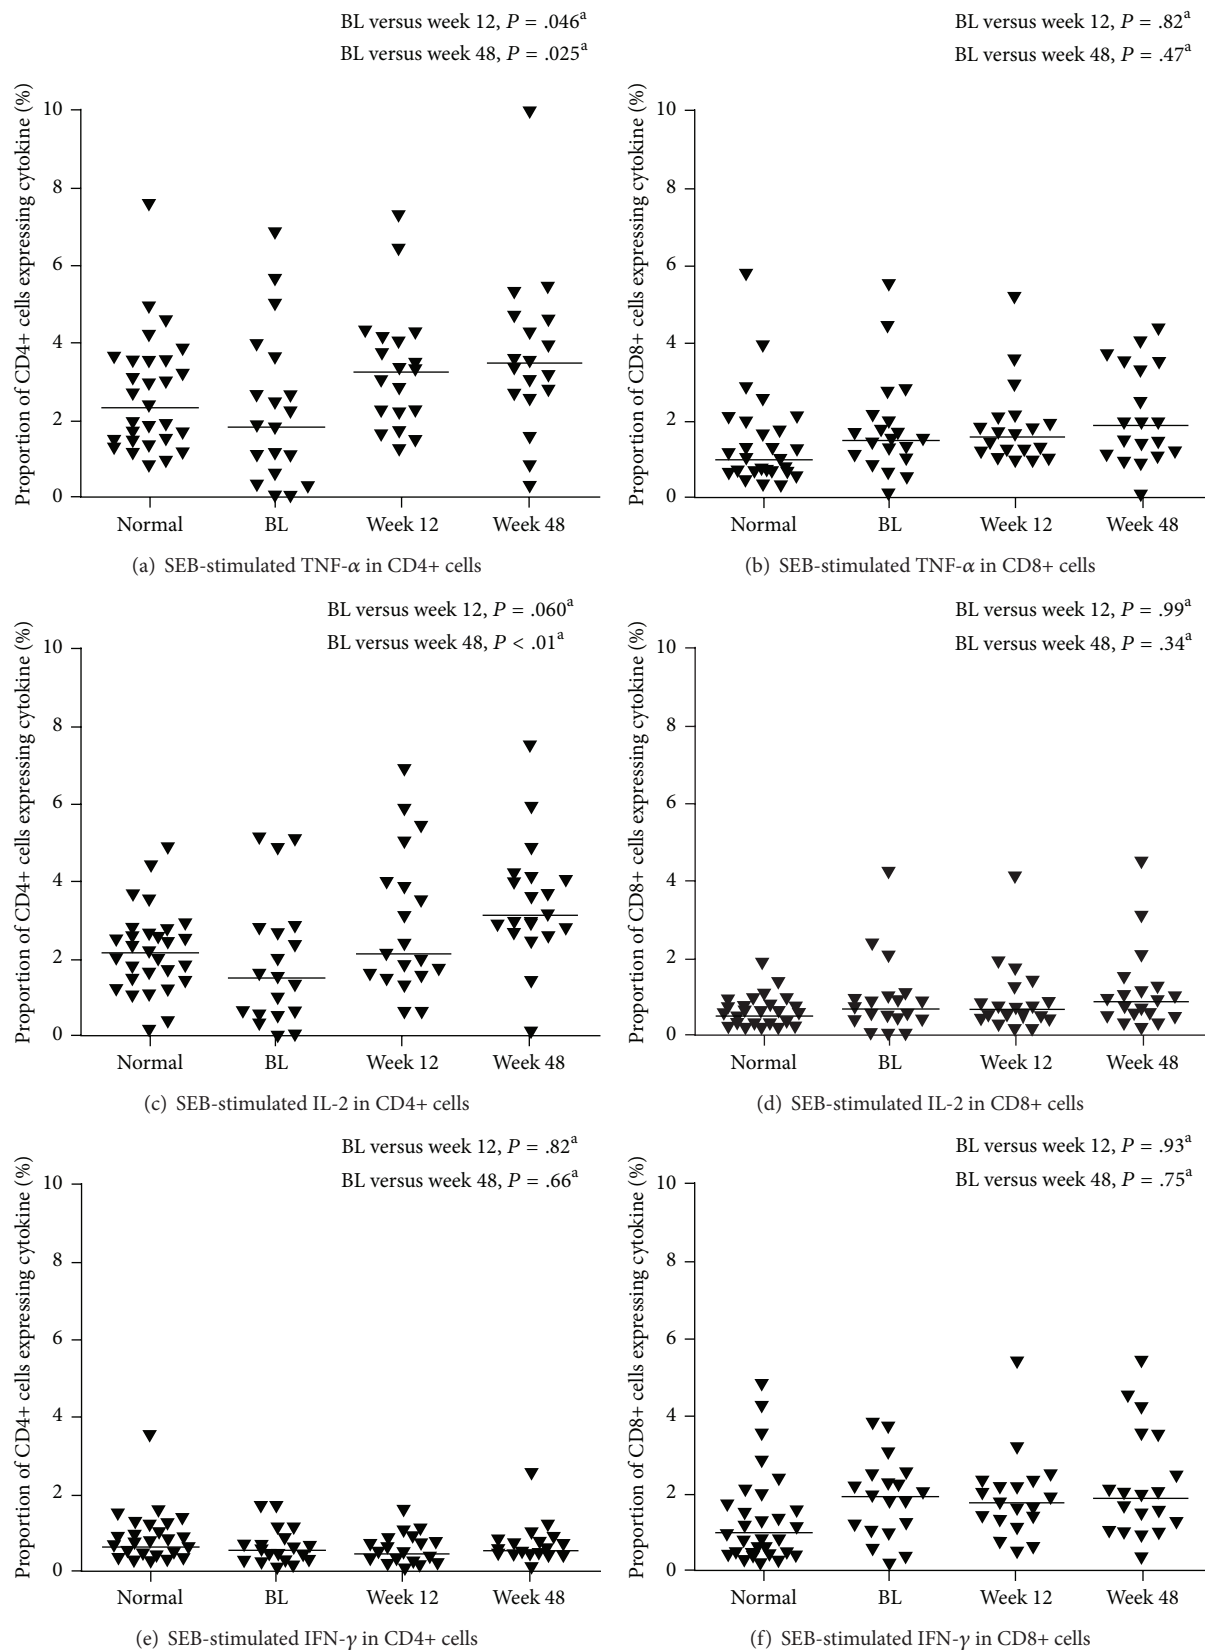 BL versus week 12, P = .046a
BL versus week 48, P = .025a
Proportion of CD4+ cells expressing cytokine (%)
10
8
6
4
2
0
Normal BL Week 12 Week 48
(a) SEB-stimulated TNF-α in CD4+ cells
BL versus week 12, P = .82a
BL versus week 48, P = .47a
Proportion of CD8+ cells expressing cytokine (%)
10
8
6
4
2
0
Normal BL Week 12 Week 48
(b) SEB-stimulated TNF-α in CD8+ cells
BL versus week 12, P = .060a
BL versus week 48, P < .01a
Proportion of CD4+ cells expressing cytokine (%)
10
8
6
4
2
0
Normal BL Week 12 Week 48
(c) SEB-stimulated IL-2 in CD4+ cells
BL versus week 12, P = .99a
BL versus week 48, P = .34a
Proportion of CD8+ cells expressing cytokine (%)
10
8
6
4
2
0
Normal BL Week 12 Week 48
(d) SEB-stimulated IL-2 in CD8+ cells
BL versus week 12, P = .82a
BL versus week 48, P = .66a
Proportion of CD4+ cells expressing cytokine (%)
10
8
6
4
2
0
Normal BL Week 12 Week 48
(e) SEB-stimulated IFN-γ in CD4+ cells
BL versus week 12, P = .93a
BL versus week 48, P = .75a
Proportion of CD8+ cells expressing cytokine (%)
10
8
6
4
2
0
Normal BL Week 12 Week 48
(f) SEB-stimulated IFN-γ in CD8+ cells